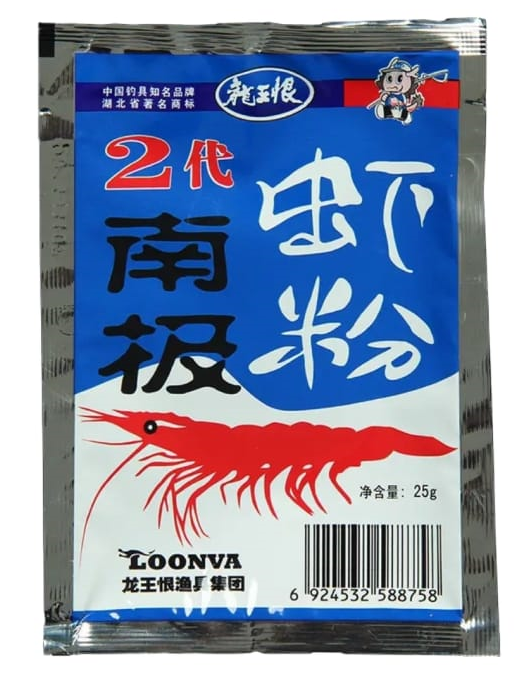 中国钓具知名品牌
湖北省著名商标
龍王恨
2代
南极
虾粉
净含量: 25g
LOONVA
龙王恨渔具集团
6 924532 588758